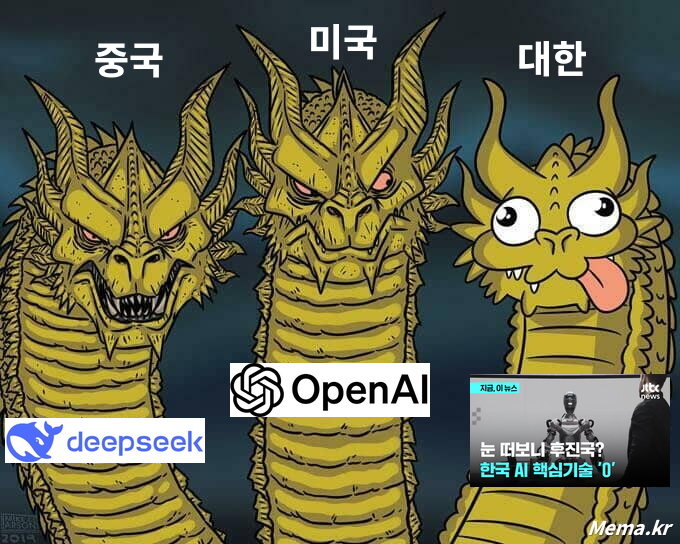 중국
미국
대한
OpenAI
deepseek
지금, 이 뉴스
jtbc
news
눈 떠보니 후진국?
한국 AI 핵심기술 '0'
MIKE
LARSON
2019
Mema.kr